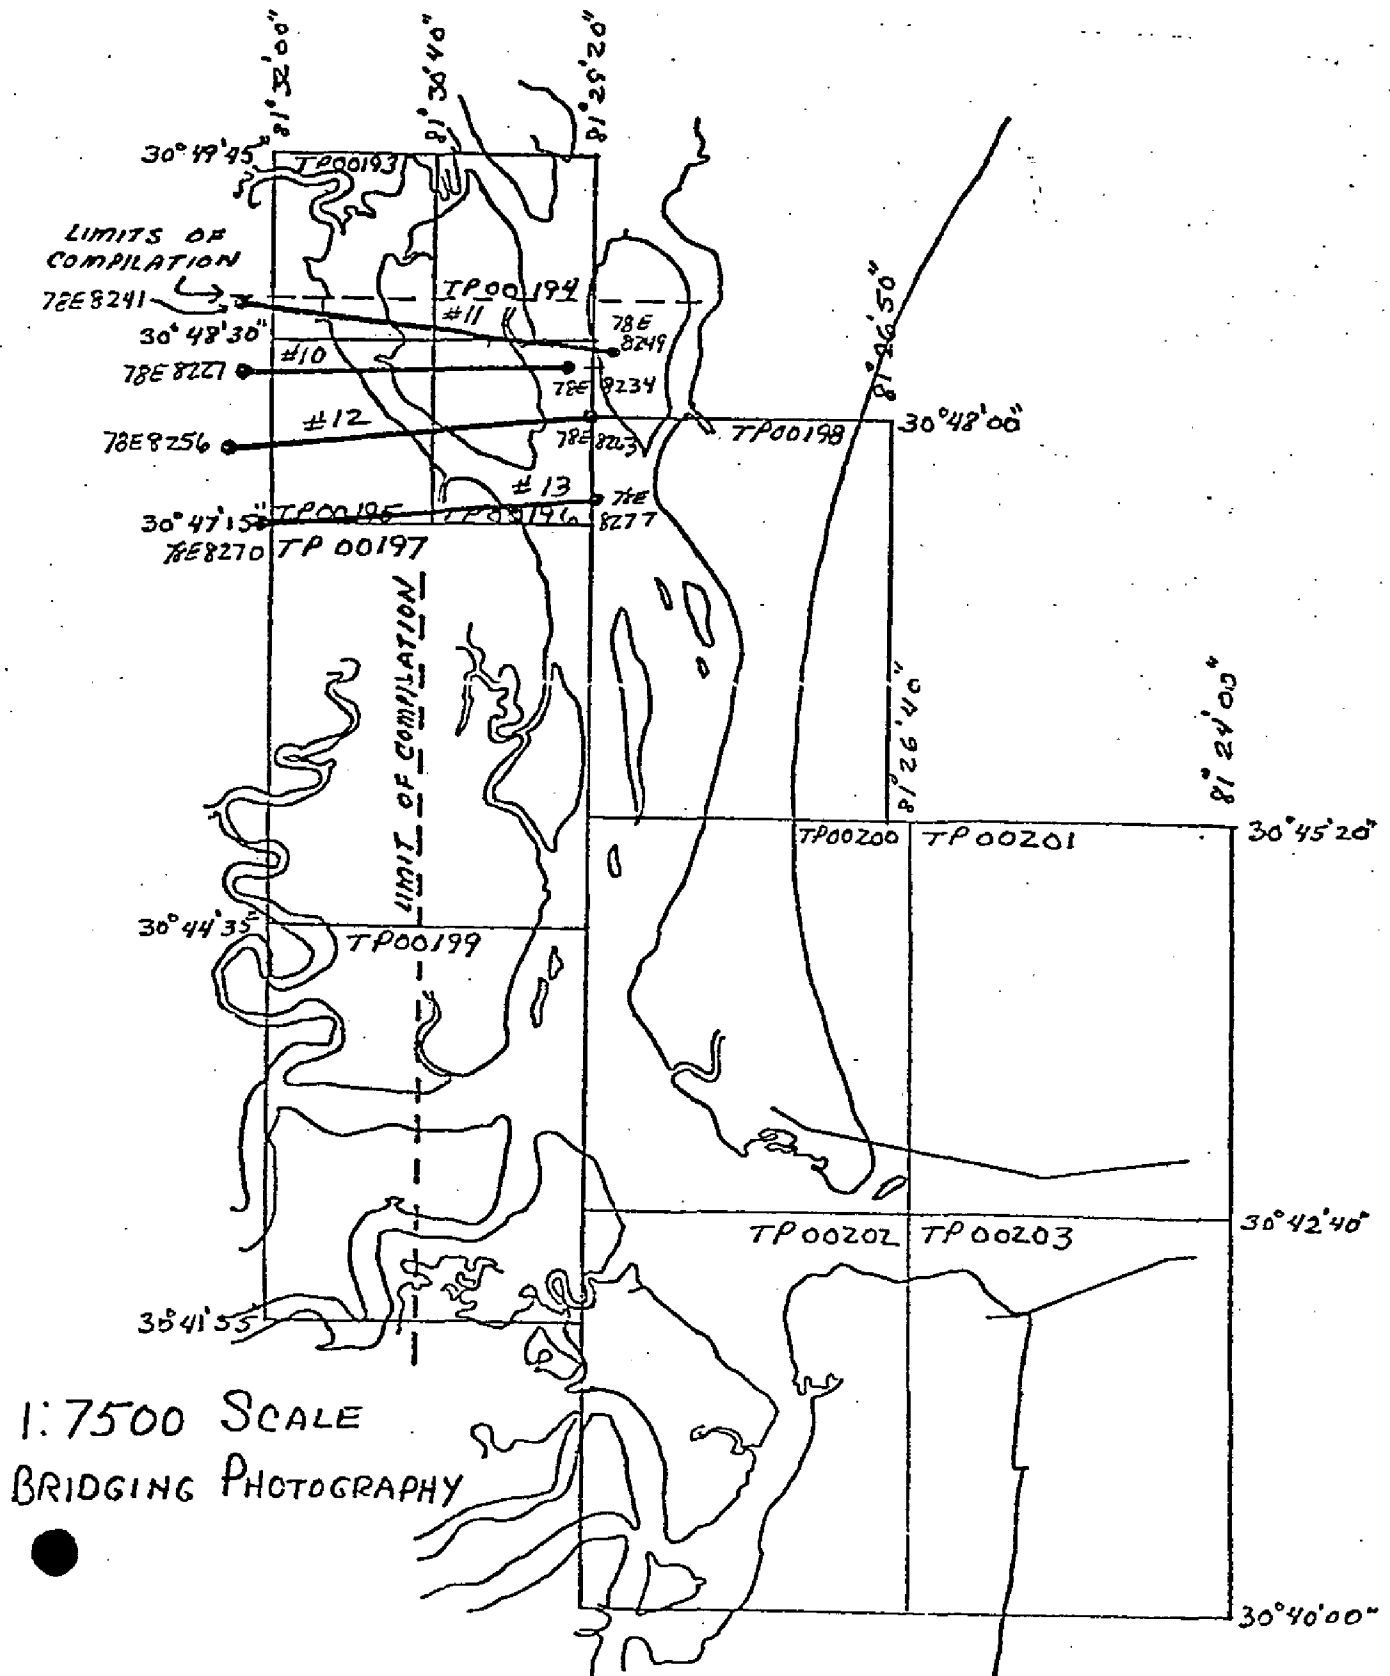 81°32'00"
81°30'40"
81°29'20"
30°49'45"
TP00193
LIMITS OF
COMPILATION
78E8241
TP00194
#11
78E
8249
30°48'30"
#10
78E8227
78E 8234
81°26'50"
#12
78E8256
78E 8263
TP00198
30°48'00"
#13
78E
8277
30°47'15"
TP00195
TP00196
78E8270
TP00197
LIMIT OF COMPILATION
81°26'40"
81°24'00"
TP00200
TP00201
30°45'20"
30°44'35"
TP00199
TP00202
TP00203
30°42'40"
30°41'55
1:7500 SCALE
BRIDGING PHOTOGRAPHY
30°40'00"